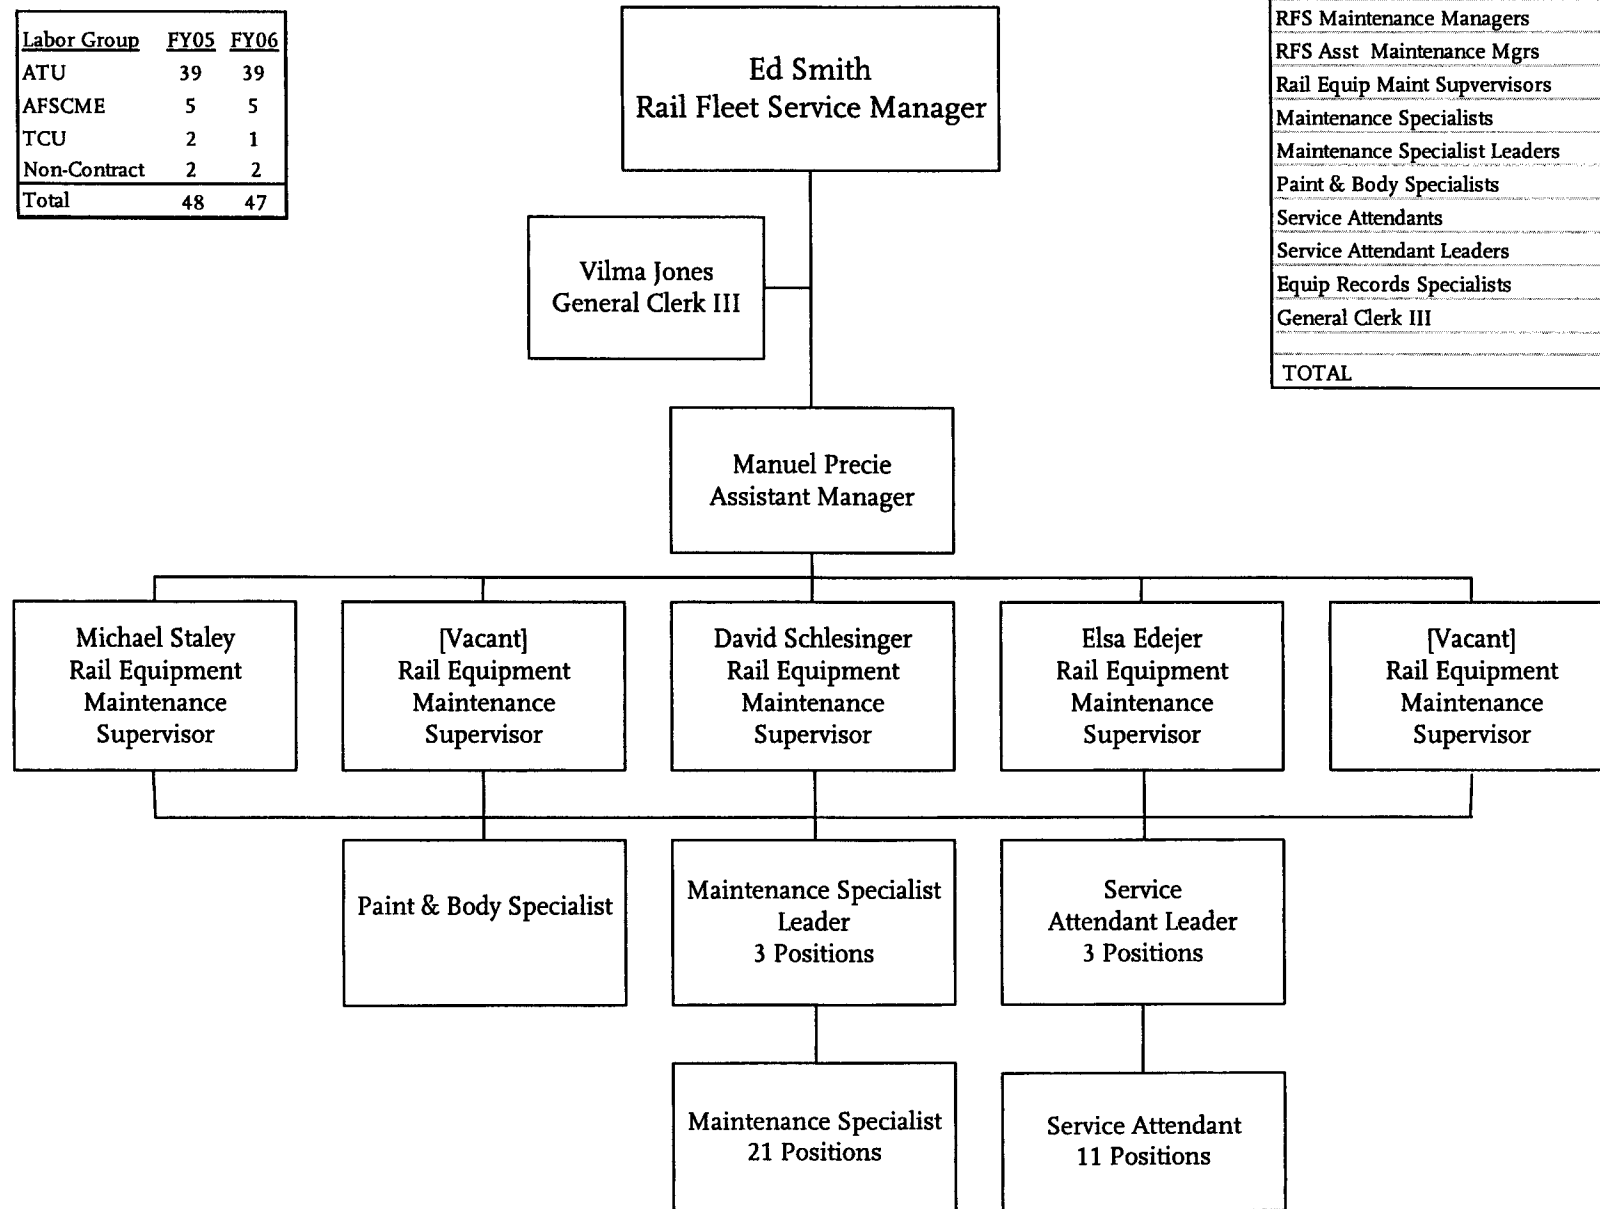 Labor Group FY05 FY06
ATU 39 39
AFSCME 5 5
TCU 2 1
Non-Contract 2 2
Total 48 47
Ed Smith
Rail Fleet Service Manager
RFS Maintenance Managers
RFS Asst Maintenance Mgrs
Rail Equip Maint Supvervisors
Maintenance Specialists
Maintenance Specialist Leaders
Paint & Body Specialists
Service Attendants
Service Attendant Leaders
Equip Records Specialists
General Clerk III
TOTAL
Vilma Jones
General Clerk III
Manuel Precie
Assistant Manager
Michael Staley
Rail Equipment
Maintenance
Supervisor
[Vacant]
Rail Equipment
Maintenance
Supervisor
David Schlesinger
Rail Equipment
Maintenance
Supervisor
Elsa Edejer
Rail Equipment
Maintenance
Supervisor
[Vacant]
Rail Equipment
Maintenance
Supervisor
Paint & Body Specialist
Maintenance Specialist
Leader
3 Positions
Service
Attendant Leader
3 Positions
Maintenance Specialist
21 Positions
Service Attendant
11 Positions